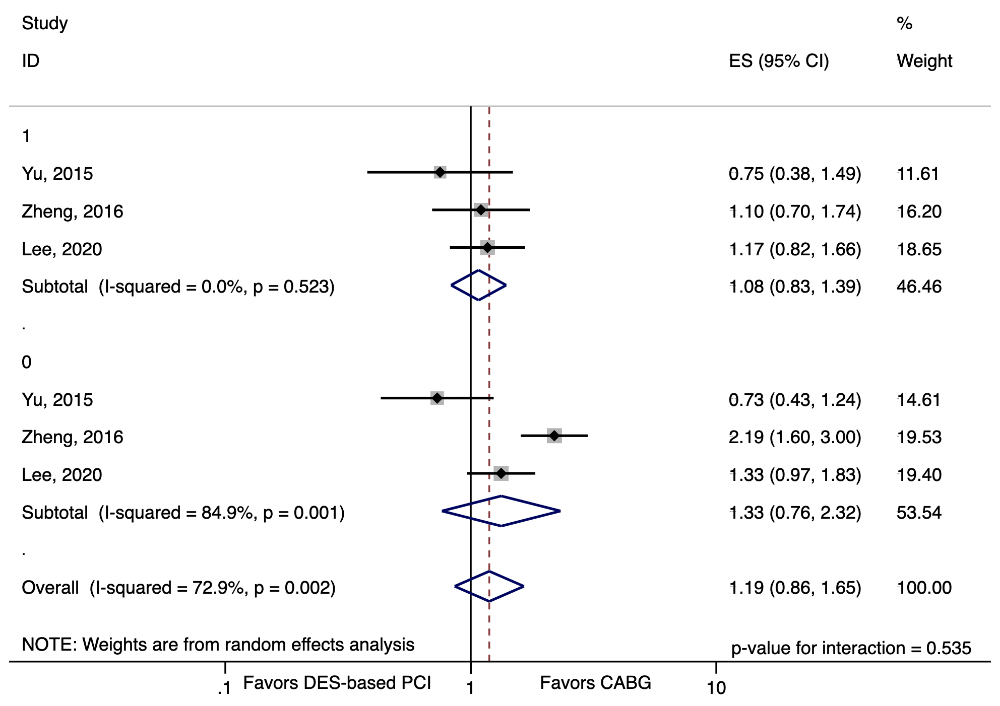 Study %
ID ES (95% CI) Weight
1
Yu, 2015 0.75 (0.38, 1.49) 11.61
Zheng, 2016 1.10 (0.70, 1.74) 16.20
Lee, 2020 1.17 (0.82, 1.66) 18.65
Subtotal (I-squared = 0.0%, p = 0.523) 1.08 (0.83, 1.39) 46.46
.
0
Yu, 2015 0.73 (0.43, 1.24) 14.61
Zheng, 2016 2.19 (1.60, 3.00) 19.53
Lee, 2020 1.33 (0.97, 1.83) 19.40
Subtotal (I-squared = 84.9%, p = 0.001) 1.33 (0.76, 2.32) 53.54
.
Overall (I-squared = 72.9%, p = 0.002) 1.19 (0.86, 1.65) 100.00
NOTE: Weights are from random effects analysis p-value for interaction = 0.535
.1 Favors DES-based PCI 1 Favors CABG 10